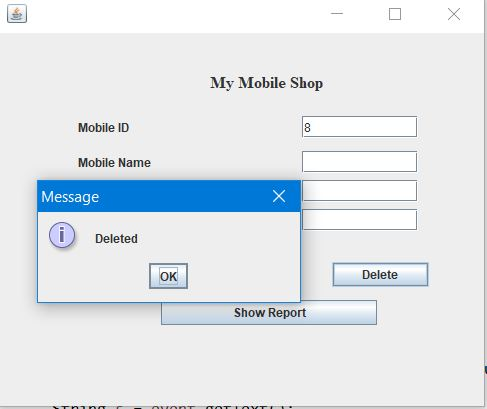 My Mobile Shop
Mobile ID
8
Mobile Name
Message
Deleted
OK
Delete
Show Report